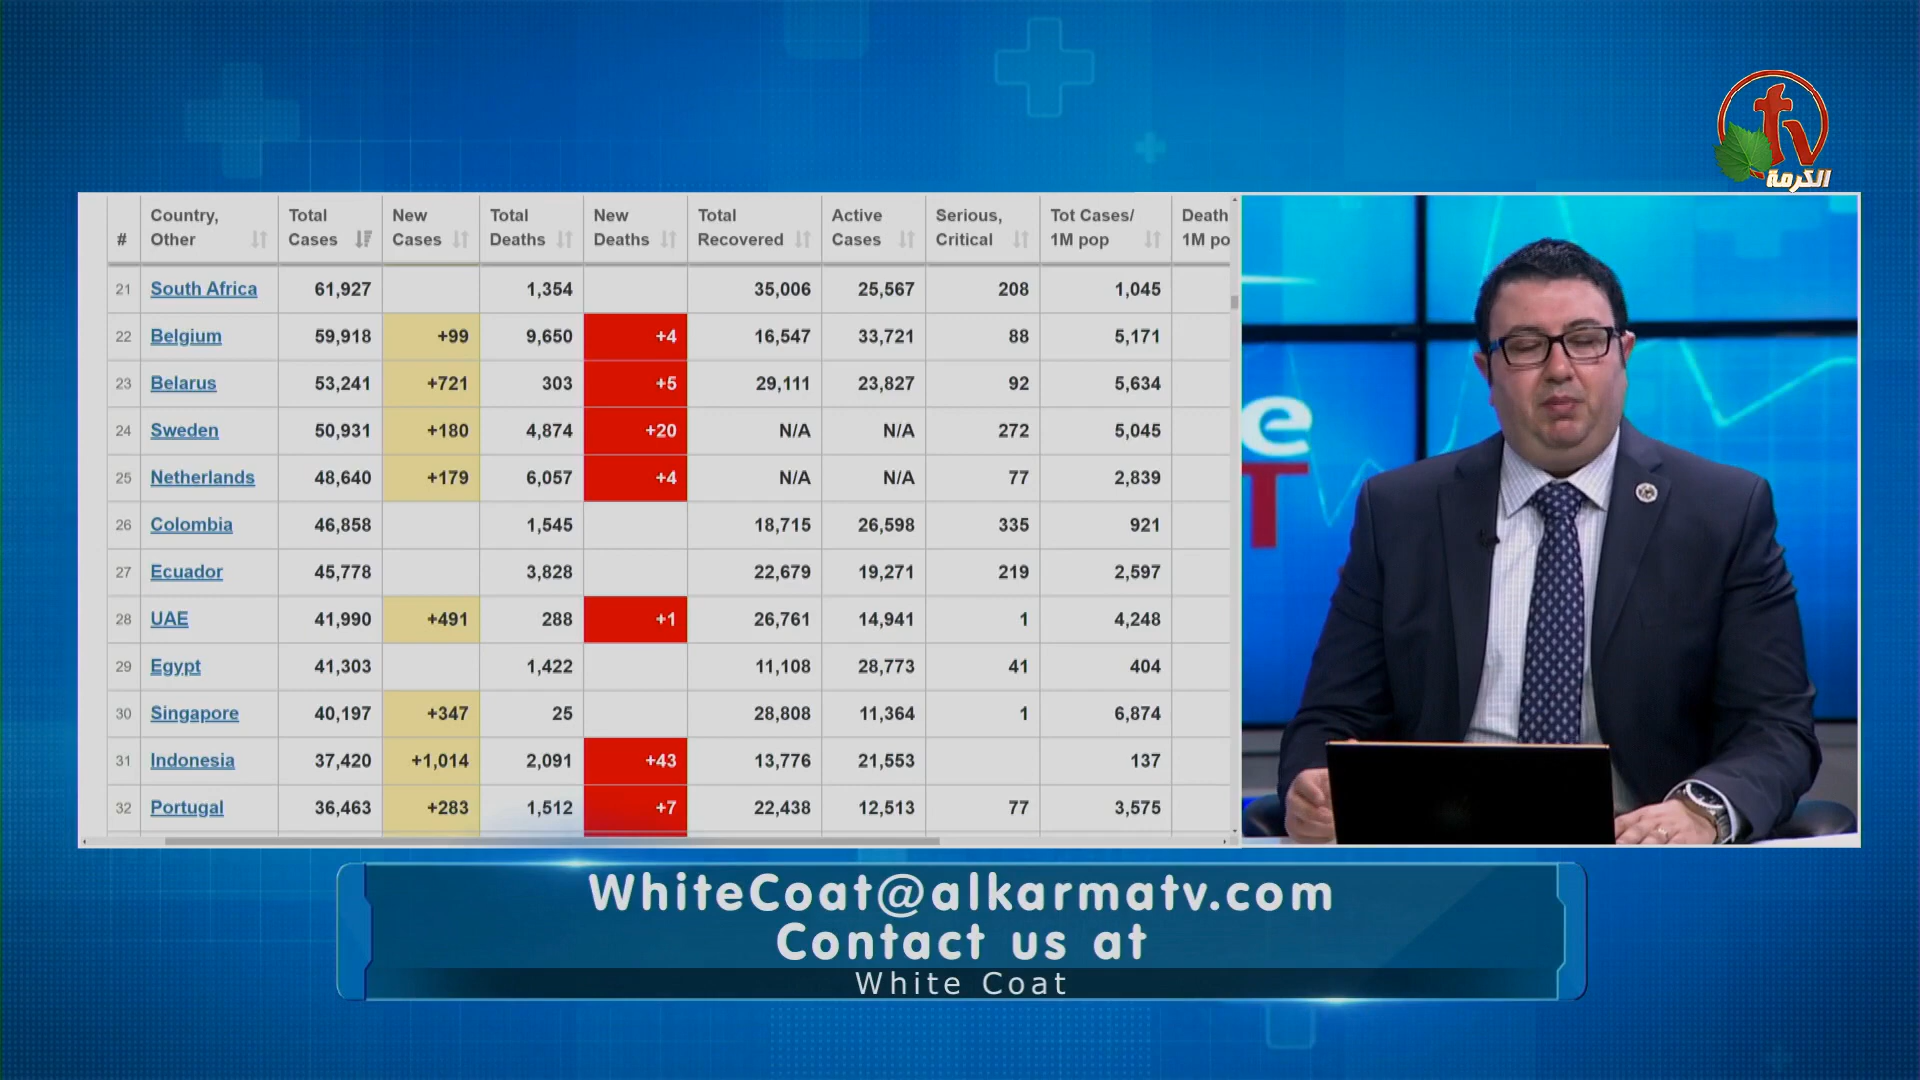 tv
الكرمة
# Country, Other Total Cases New Cases Total Deaths New Deaths Total Recovered Active Cases Serious, Critical Tot Cases/ 1M pop Death 1M po
21 South Africa 61,927 1,354 35,006 25,567 208 1,045
22 Belgium 59,918 +99 9,650 +4 16,547 33,721 88 5,171
23 Belarus 53,241 +721 303 +5 29,111 23,827 92 5,634
24 Sweden 50,931 +180 4,874 +20 N/A N/A 272 5,045
25 Netherlands 48,640 +179 6,057 +4 N/A N/A 77 2,839
26 Colombia 46,858 1,545 18,715 26,598 335 921
27 Ecuador 45,778 3,828 22,679 19,271 219 2,597
28 UAE 41,990 +491 288 +1 26,761 14,941 1 4,248
29 Egypt 41,303 1,422 11,108 28,773 41 404
30 Singapore 40,197 +347 25 28,808 11,364 1 6,874
31 Indonesia 37,420 +1,014 2,091 +43 13,776 21,553 137
32 Portugal 36,463 +283 1,512 +7 22,438 12,513 77 3,575
e
T
WhiteCoat@alkarmatv.com
Contact us at
White Coat